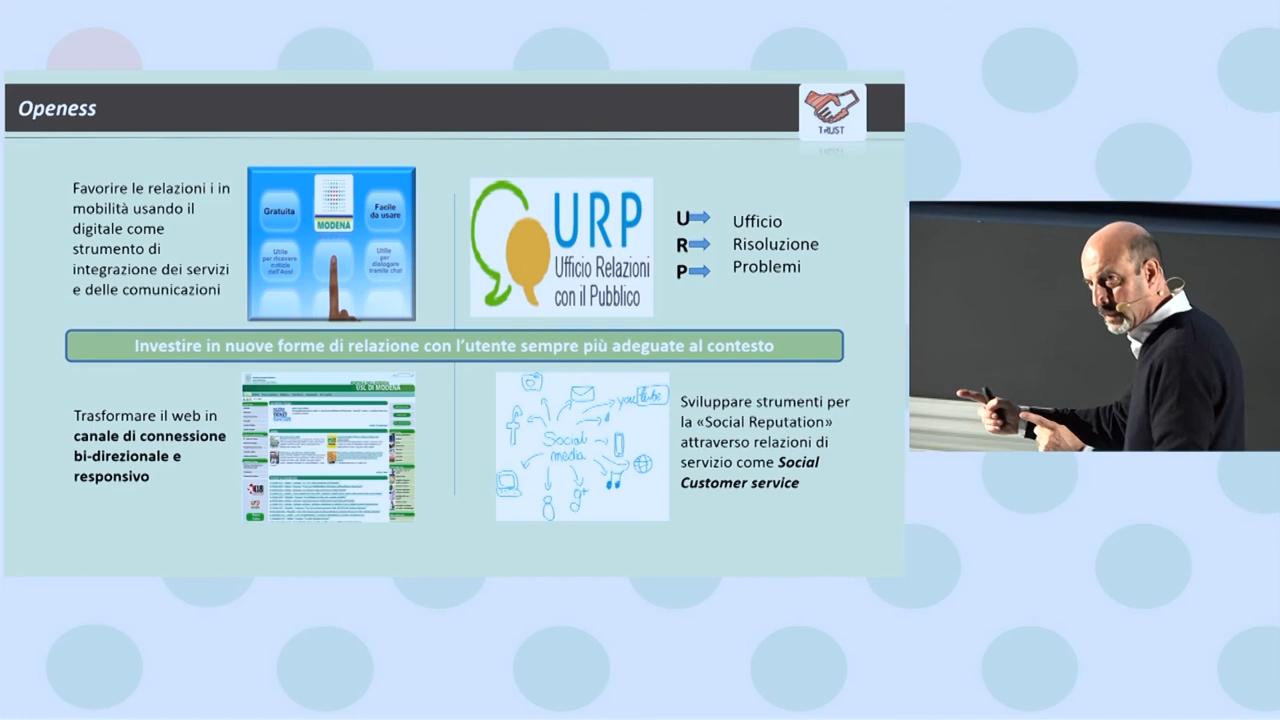 Openess
TRUST
Favorire le relazioni i in
mobilità usando il
digitale come
strumento di
integrazione dei servizi
e delle comunicazioni
Gratuita
MODENA
Facile
da usare
Utile
per ricevere
notizie
dell'Ausl
Utile
per
dialogare
tramite chat
URP
Ufficio Relazioni
con il Pubblico
U
R
P
Ufficio
Risoluzione
Problemi
Investire in nuove forme di relazione con l'utente sempre più adeguate al contesto
Trasformare il web in
canale di connessione
bi-direzionale e
responsivo
USL DI MODENA
Social
media
youTube
g+
Sviluppare strumenti per
la «Social Reputation»
attraverso relazioni di
servizio come Social
Customer service